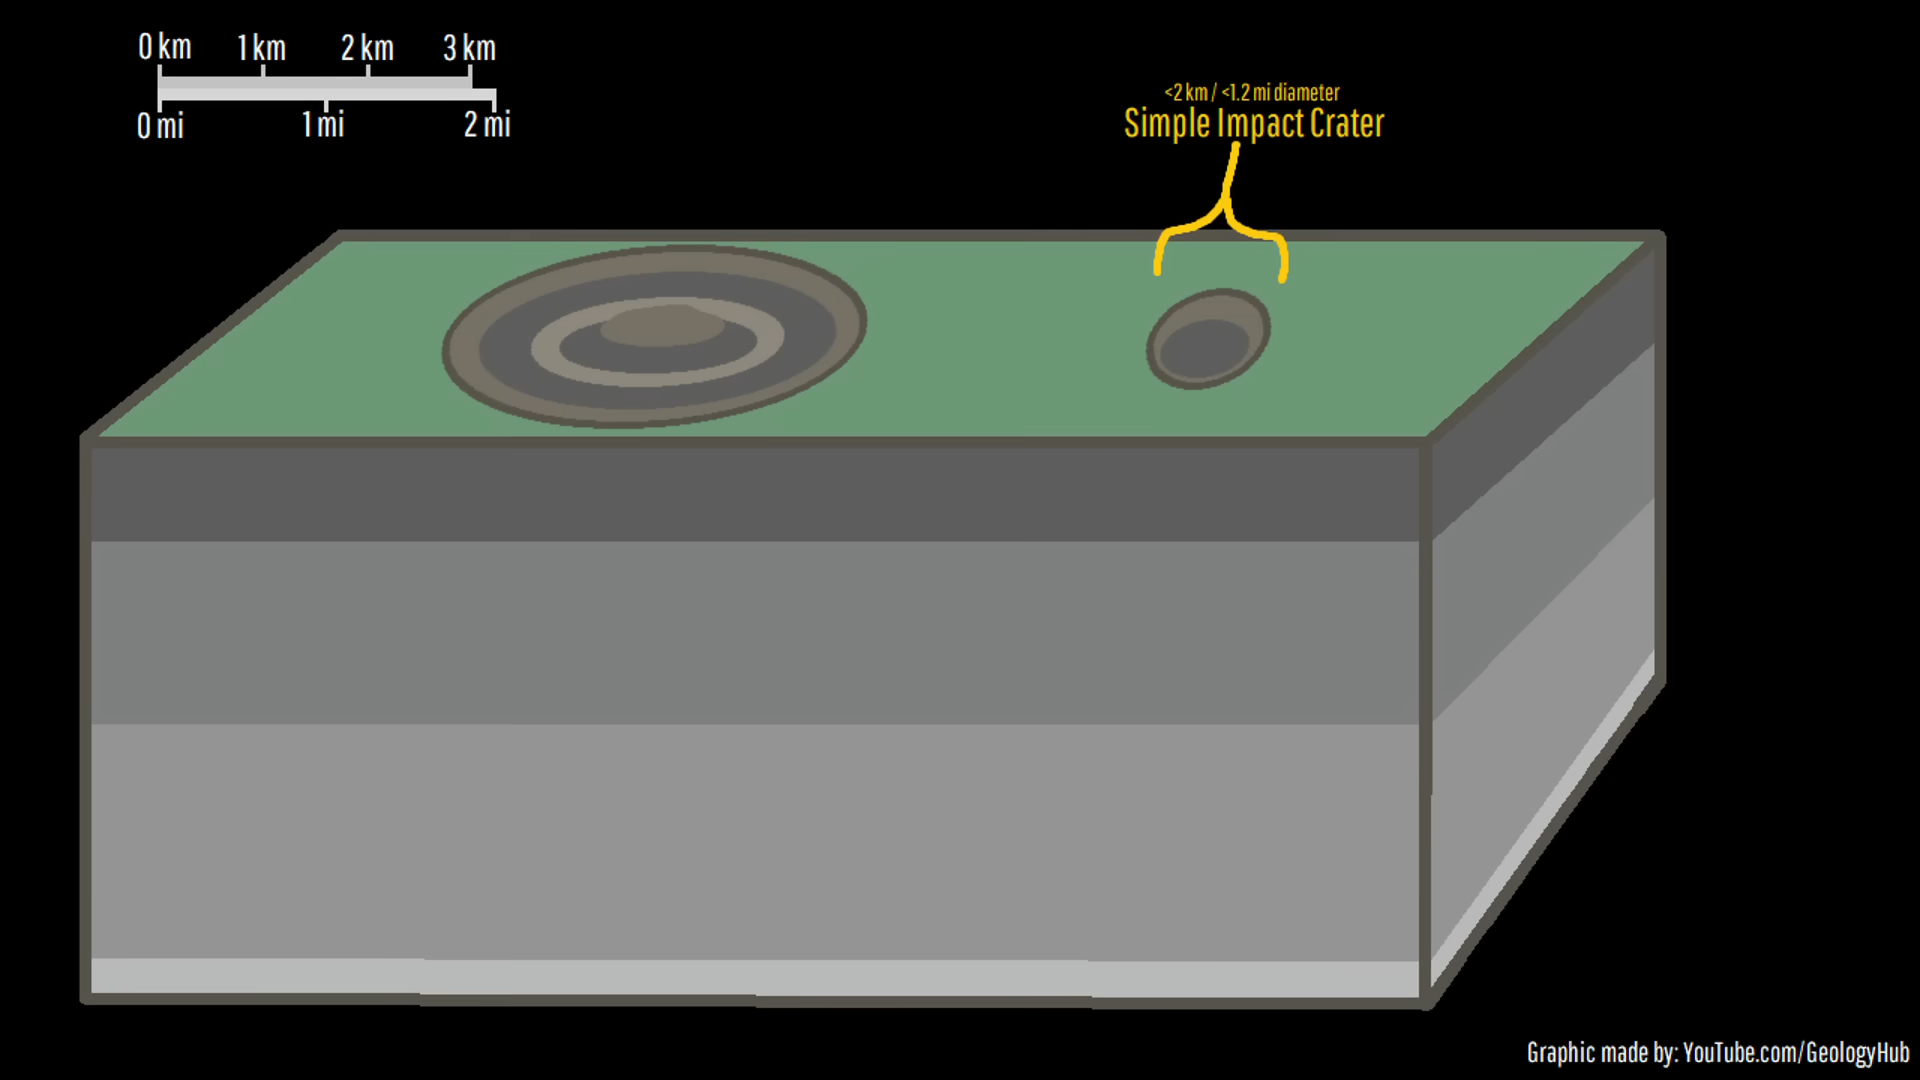 0 km 1 km 2 km 3 km
0 mi 1 mi 2 mi
<2 km / <1.2 mi diameter
Simple Impact Crater
Graphic made by: YouTube.com/GeologyHub